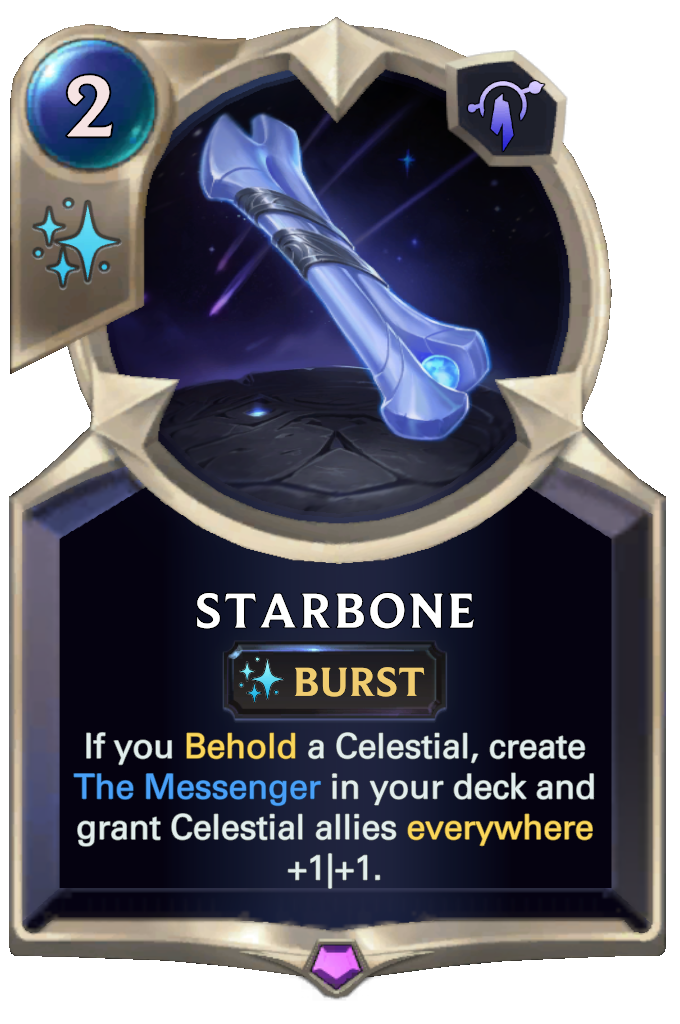 2
STARBONE
BURST
If you Behold a Celestial, create
The Messenger in your deck and
grant Celestial allies everywhere
+1|+1.